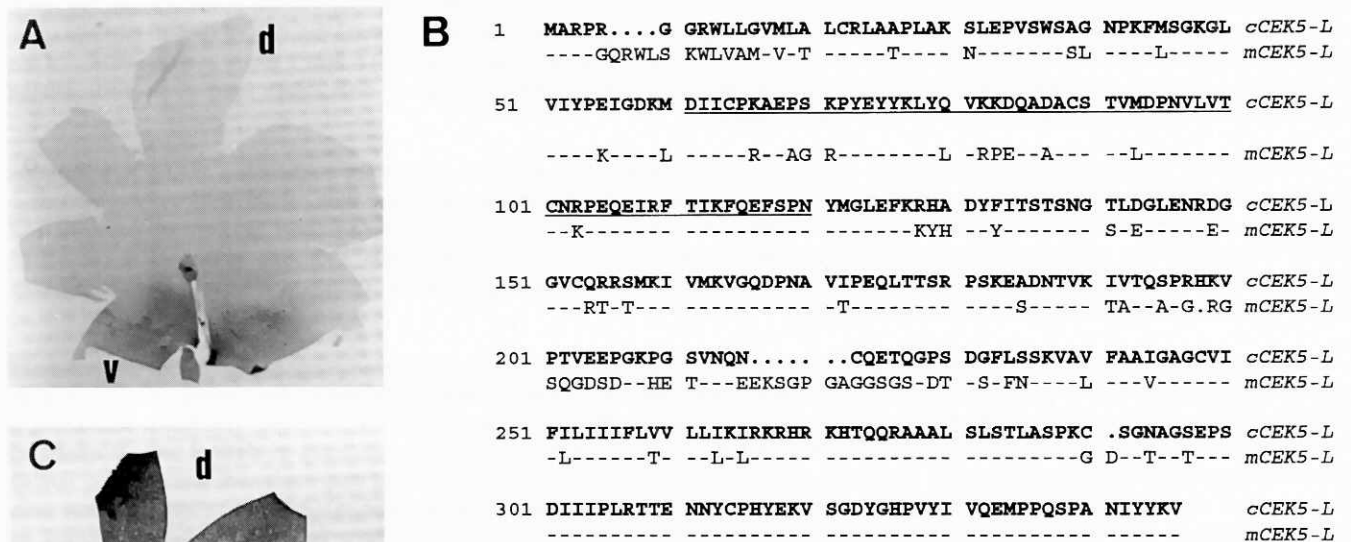 A
d
v
C
d
B
1 MARPR....G GRWLLGVMLA LCRLAAPLAK SLEPVSWSAG NPKFMSGKGL cCEK5-L
----GQRWLS KWLVAM-V-T -----T---- N-------SL ----L----- mCEK5-L
51 VIYPEIGDKM DIICPKAEPS KPYEYYKLYQ VKKDQADACS TVMDPNVLVT cCEK5-L
----K----L -----R--AG R--------L -RPE--A--- --L------- mCEK5-L
101 CNRPEQEIRF TIKFQEFSPN YMGLEFKRHA DYFITSTSNG TLDGLENRDG cCEK5-L
--K------- ---------- -------KYH --Y------- S-E-----E- mCEK5-L
151 GVCQRRSMKI VMKVGQDPNA VIPEQLTTSR PSKEADNTVK IVTQSPRHKV cCEK5-L
---RT-T--- ---------- -T-------- ----S----- TA--A-G.RG mCEK5-L
201 PTVEEPGKPG SVNQN..... ..CQETQGPS DGFLSSKVAV FAAIGAGCVI cCEK5-L
SQGDSD--HE T---EEKSGP GAGGSGS-DT -S-FN----L ---V------ mCEK5-L
251 FILIIIFLVV LLIKIRKRHR KHTQQRAAAL SLSTLASPKC .SGNAGSEPS cCEK5-L
-L------T- --L-L----- ---------- ---------G D--T--T--- mCEK5-L
301 DIIIPLRTTE NNYCPHYEKV SGDYGHPVYI VQEMPPQSPA NIYYKV cCEK5-L
---------- ---------- ---------- ---------- ------ mCEK5-L